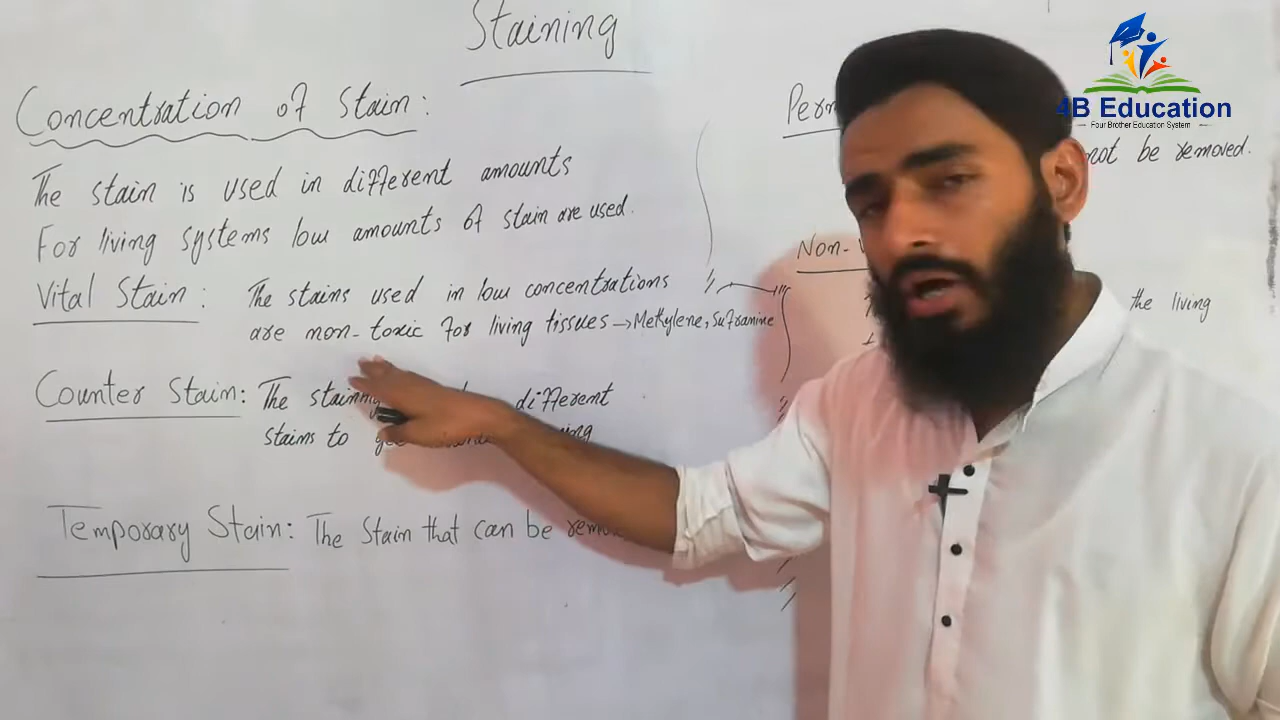 Staining
Concentration of Stain:
The stain is used in different amounts
For living systems low amounts of stain are used.
Vital Stain: The stains used in low concentrations
are non-toxic for living tissues → Methylene, Sufranine
Counter Stain: The staining different
stains to
Temporary Stain: The Stain that can be
not be removed.
Non-
the living
4B Education
Four Brother Education System